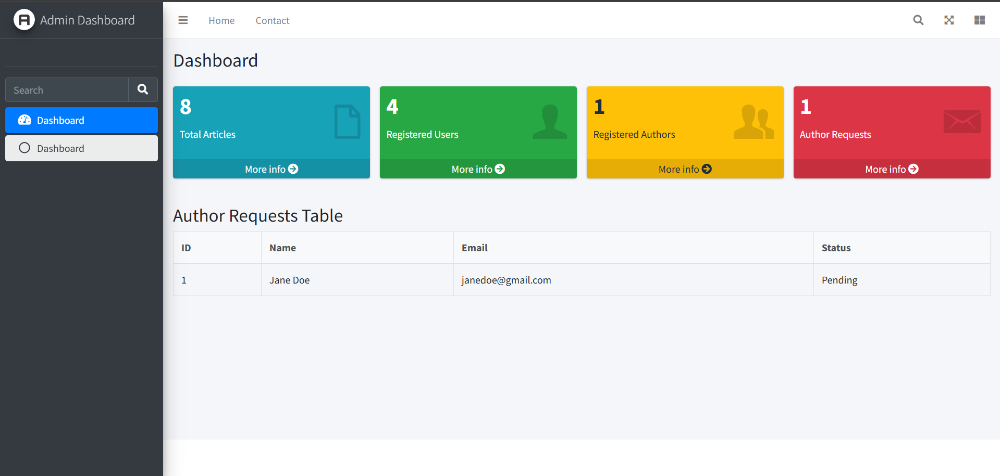 Admin Dashboard
Home
Contact
Search
Dashboard
Dashboard
Dashboard
8
Total Articles
More info
4
Registered Users
More info
1
Registered Authors
More info
1
Author Requests
More info
Author Requests Table
ID Name Email Status
1 Jane Doe janedoe@gmail.com Pending